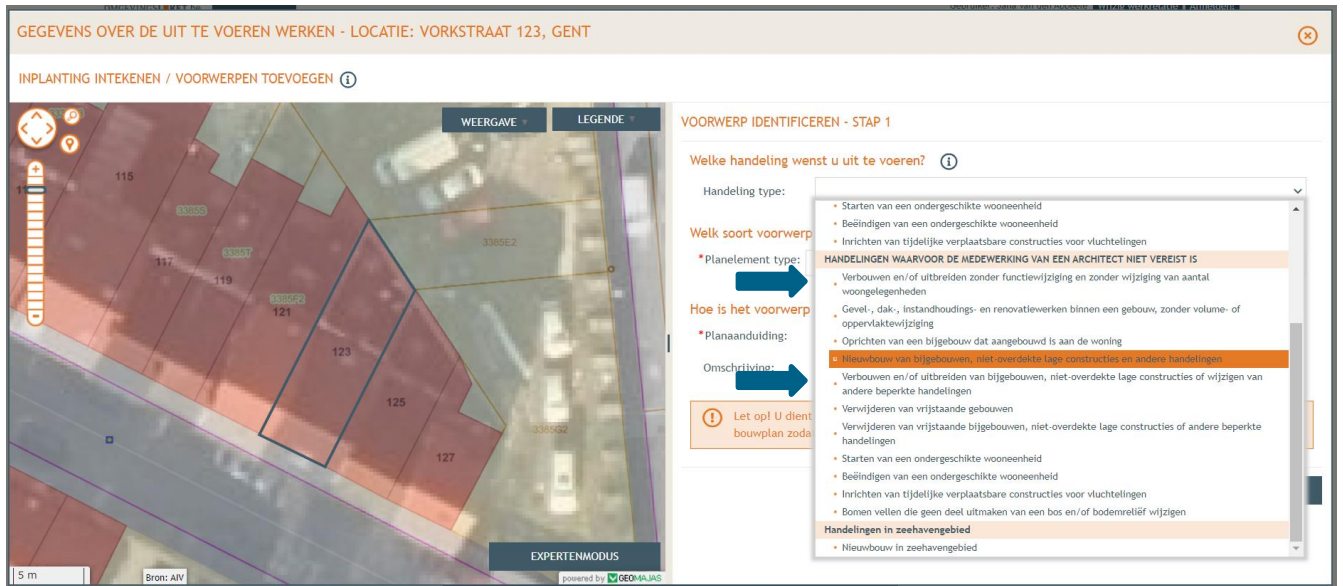 GEGEVENS OVER DE UIT TE VOEREN WERKEN - LOCATIE: VORKSTRAAT 123, GENT
INPLANTING INTEKENEN / VOORWERPEN TOEVOEGEN
WEERGAVE
LEGENDE
115
3385S
3385T
117
119
3385F2
121
123
125
127
3385E2
3385G2
EXPERTENMODUS
5 m
Bron: AIV
powered by GEOMAJAS
VOORWERP IDENTIFICEREN - STAP 1
Welke handeling wenst u uit te voeren?
Handeling type:
Welk soort voorwerp
*Planelement type:
Hoe is het voorwerp
*Planaanduiding:
Omschrijving:
Let op! U dient
bouwplan zoda
• Starten van een ondergeschikte wooneenheid
• Beëindigen van een ondergeschikte wooneenheid
• Inrichten van tijdelijke verplaatsbare constructies voor vluchtelingen
HANDELINGEN WAARVOOR DE MEDEWERKING VAN EEN ARCHITECT NIET VEREIST IS
• Verbouwen en/of uitbreiden zonder functiewijziging en zonder wijziging van aantal
woongelegenheden
• Gevel-, dak-, instandhoudings- en renovatiewerken binnen een gebouw, zonder volume- of
oppervlaktewijziging
• Oprichten van een bijgebouw dat aangebouwd is aan de woning
• Nieuwbouw van bijgebouwen, niet-overdekte lage constructies en andere handelingen
• Verbouwen en/of uitbreiden van bijgebouwen, niet-overdekte lage constructies of wijzigen van
andere beperkte handelingen
• Verwijderen van vrijstaande gebouwen
• Verwijderen van vrijstaande bijgebouwen, niet-overdekte lage constructies of andere beperkte
handelingen
• Starten van een ondergeschikte wooneenheid
• Beëindigen van een ondergeschikte wooneenheid
• Inrichten van tijdelijke verplaatsbare constructies voor vluchtelingen
• Bomen vellen die geen deel uitmaken van een bos en/of bodemreliëf wijzigen
Handelingen in zeehavengebied
• Nieuwbouw in zeehavengebied